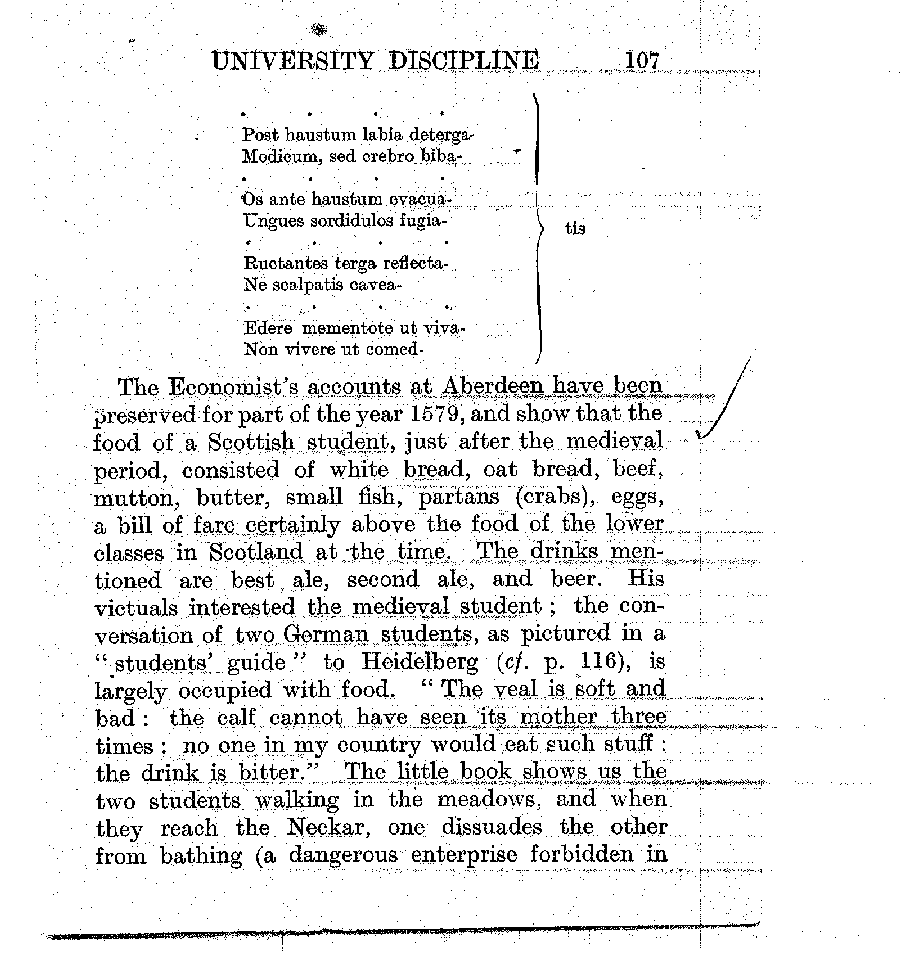 UNIVERSITY DISCIPLINE 107
. . . .
Post haustum labia deterga-
Modicum, sed crebro biba-
. . . .
Os ante haustum evacua-
Ungues sordidulos fugia-
. . . .
tis
Ructantes terga reflecta-
Ne scalpatis cavea-
. . . .
Edere mementote ut viva-
Non vivere ut comed-
The Economist's accounts at Aberdeen have been
preserved for part of the year 1579, and show that the
food of a Scottish student, just after the medieval
period, consisted of white bread, oat bread, beef,
mutton, butter, small fish, partans (crabs), eggs,
a bill of fare certainly above the food of the lower
classes in Scotland at the time. The drinks men-
tioned are best ale, second ale, and beer. His
victuals interested the medieval student ; the con-
versation of two German students, as pictured in a
“ students’ guide ” to Heidelberg (cf. p. 116), is
largely occupied with food. “ The veal is soft and
bad : the calf cannot have seen its mother three
times : no one in my country would eat such stuff :
the drink is bitter.” The little book shows us the
two students walking in the meadows, and when
they reach the Neckar, one dissuades the other
from bathing (a dangerous enterprise forbidden in